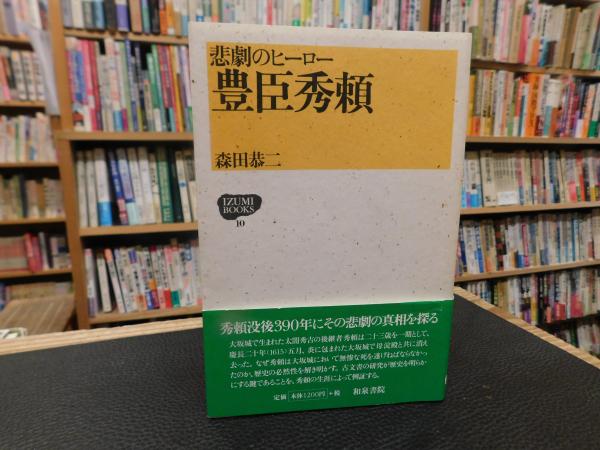 悲劇のヒーロー
豊臣秀頼
森田恭二
IZUMI
BOOKS
10
秀頼没後390年にその悲劇の真相を探る
大坂城で生まれた太閤秀吉の後継者秀頼は二十三歳を一期として、
慶長二十年(1615)五月、炎に包まれた大坂城で母淀殿と共に消え
去った。なぜ秀頼は大坂城において無惨な死を遂げねばならなかっ
たのか。歴史の必然性を解き明かす。古文書の研究が歴史を明らか
にする鍵であることを、秀頼の生涯によって例証する。
定価[本体1200円]+税 和泉書院